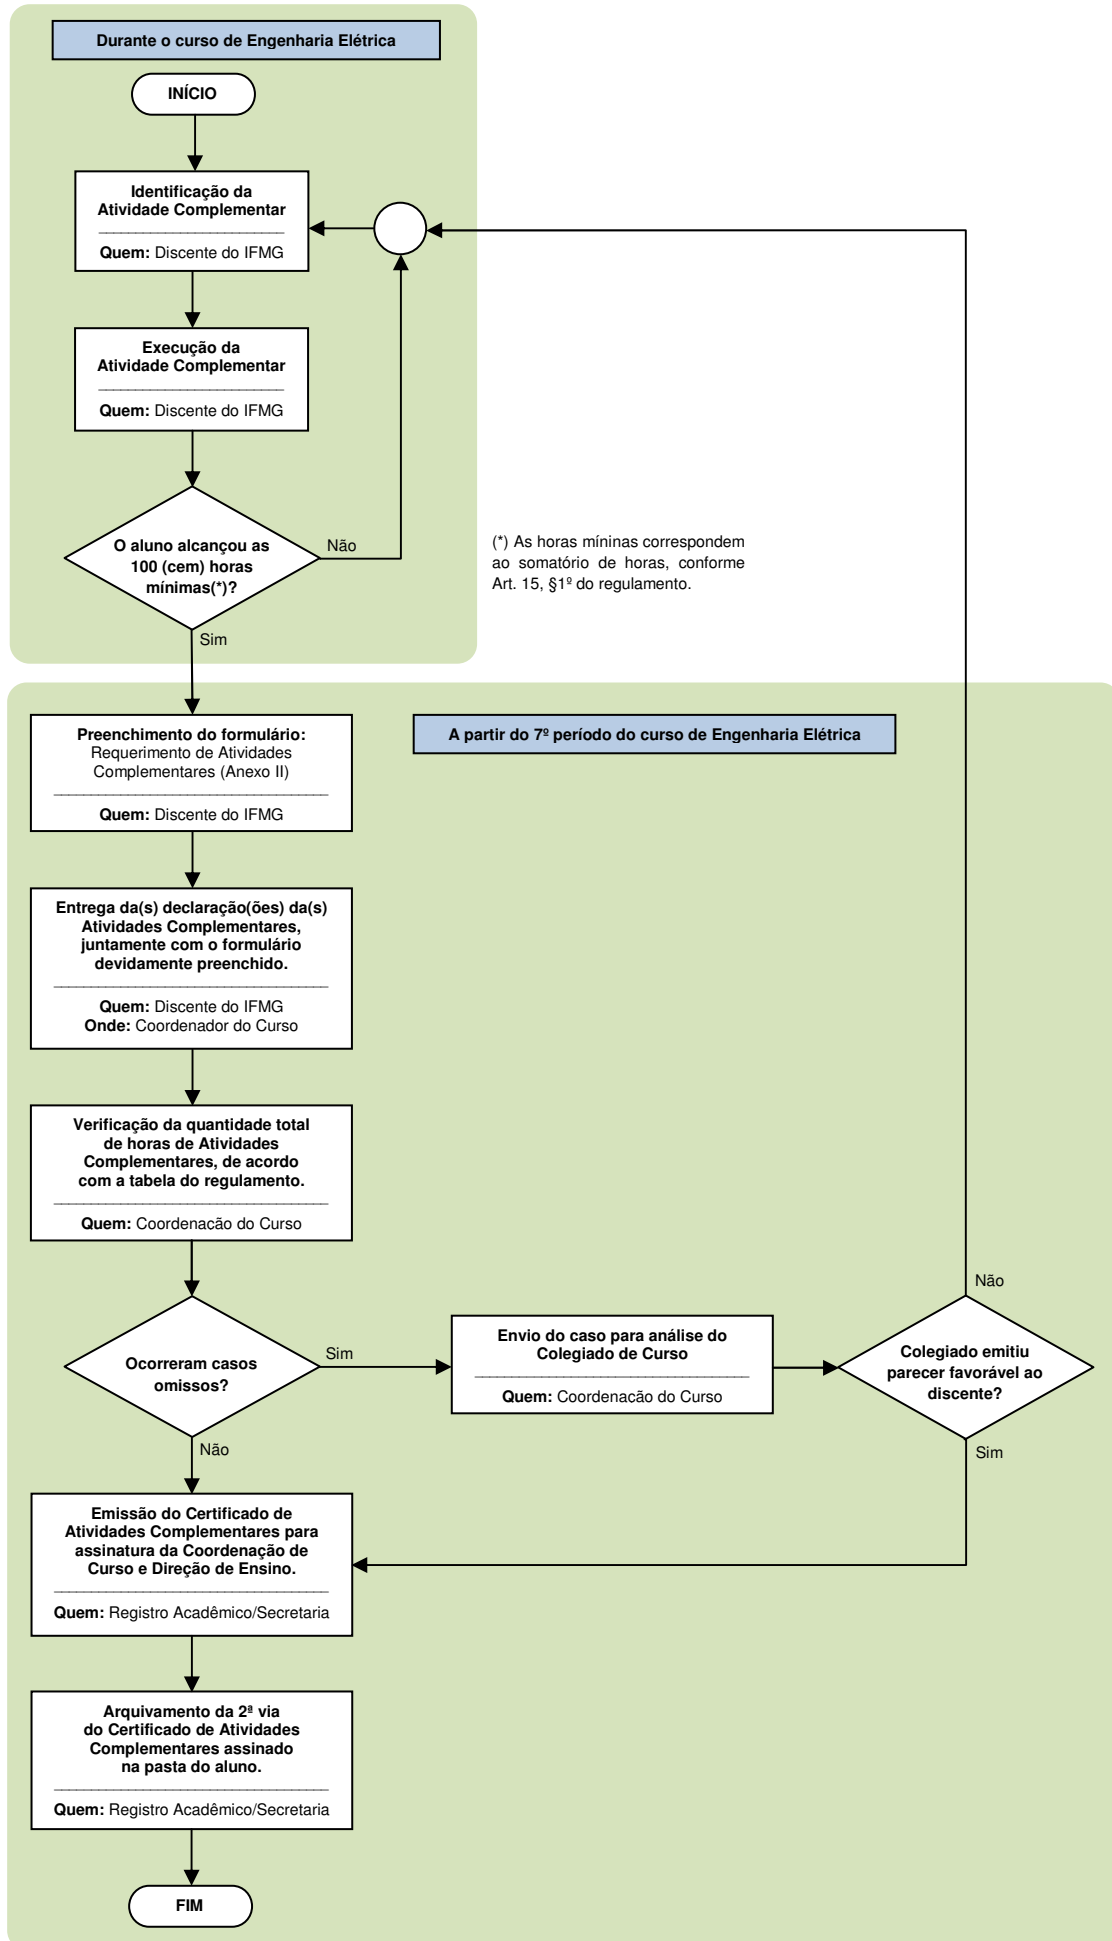 Durante o curso de Engenharia Elétrica
INÍCIO
Identificação da
Atividade Complementar
Quem: Discente do IFMG
Execução da
Atividade Complementar
Quem: Discente do IFMG
O aluno alcançou as
100 (cem) horas
mínimas(*)?
Não
Sim
(*) As horas míninas correspondem
ao somatório de horas, conforme
Art. 15, §1º do regulamento.
A partir do 7º período do curso de Engenharia Elétrica
Preenchimento do formulário:
Requerimento de Atividades
Complementares (Anexo II)
Quem: Discente do IFMG
Entrega da(s) declaração(ões) da(s)
Atividades Complementares,
juntamente com o formulário
devidamente preenchido.
Quem: Discente do IFMG
Onde: Coordenador do Curso
Verificação da quantidade total
de horas de Atividades
Complementares, de acordo
com a tabela do regulamento.
Quem: Coordenacão do Curso
Ocorreram casos
omissos?
Sim
Não
Envio do caso para análise do
Colegiado de Curso
Quem: Coordenacão do Curso
Não
Colegiado emitiu
parecer favorável ao
discente?
Sim
Emissão do Certificado de
Atividades Complementares para
assinatura da Coordenação de
Curso e Direção de Ensino.
Quem: Registro Acadêmico/Secretaria
Arquivamento da 2ª via
do Certificado de Atividades
Complementares assinado
na pasta do aluno.
Quem: Registro Acadêmico/Secretaria
FIM